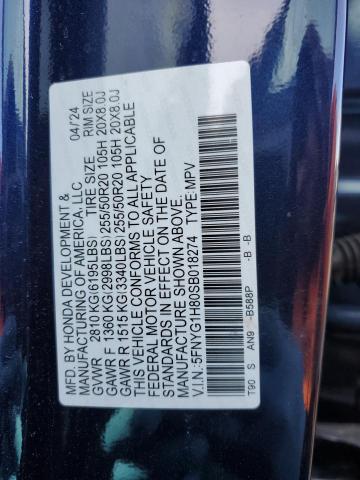 MFD. BY HONDA DEVELOPMENT & 04/24
MANUFACTURING OF AMERICA, LLC
GVWR 2810 KG(6195LBS) TIRE SIZE RIM SIZE
GAWR F 1360 KG(2998LBS) 255/50R20 105H 20X8.0J
GAWR R 1515 KG(3340LBS) 255/50R20 105H 20X8.0J
THIS VEHICLE CONFORMS TO ALL APPLICABLE
FEDERAL MOTOR VEHICLE SAFETY
STANDARDS IN EFFECT ON THE DATE OF
MANUFACTURE SHOWN ABOVE.
V.I.N.:5FNYG1H80SB018274 TYPE MPV
T90 S AN9 -B588P -B -B